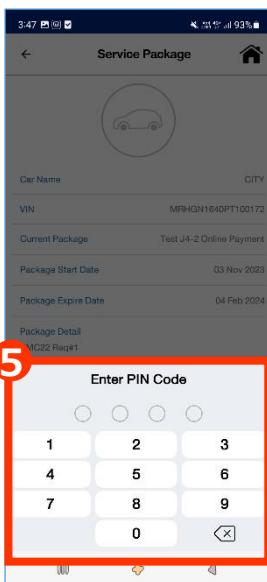 3:47 93%
Service Package
Car Name CITY
VIN MRHGN1640PT100172
Current Package Test J4-2 Online Payment
Package Start Date 03 Nov 2023
Package Expire Date 04 Feb 2024
Package Detail
MC22 Req#1
5
Enter PIN Code
1 2 3
4 5 6
7 8 9
0